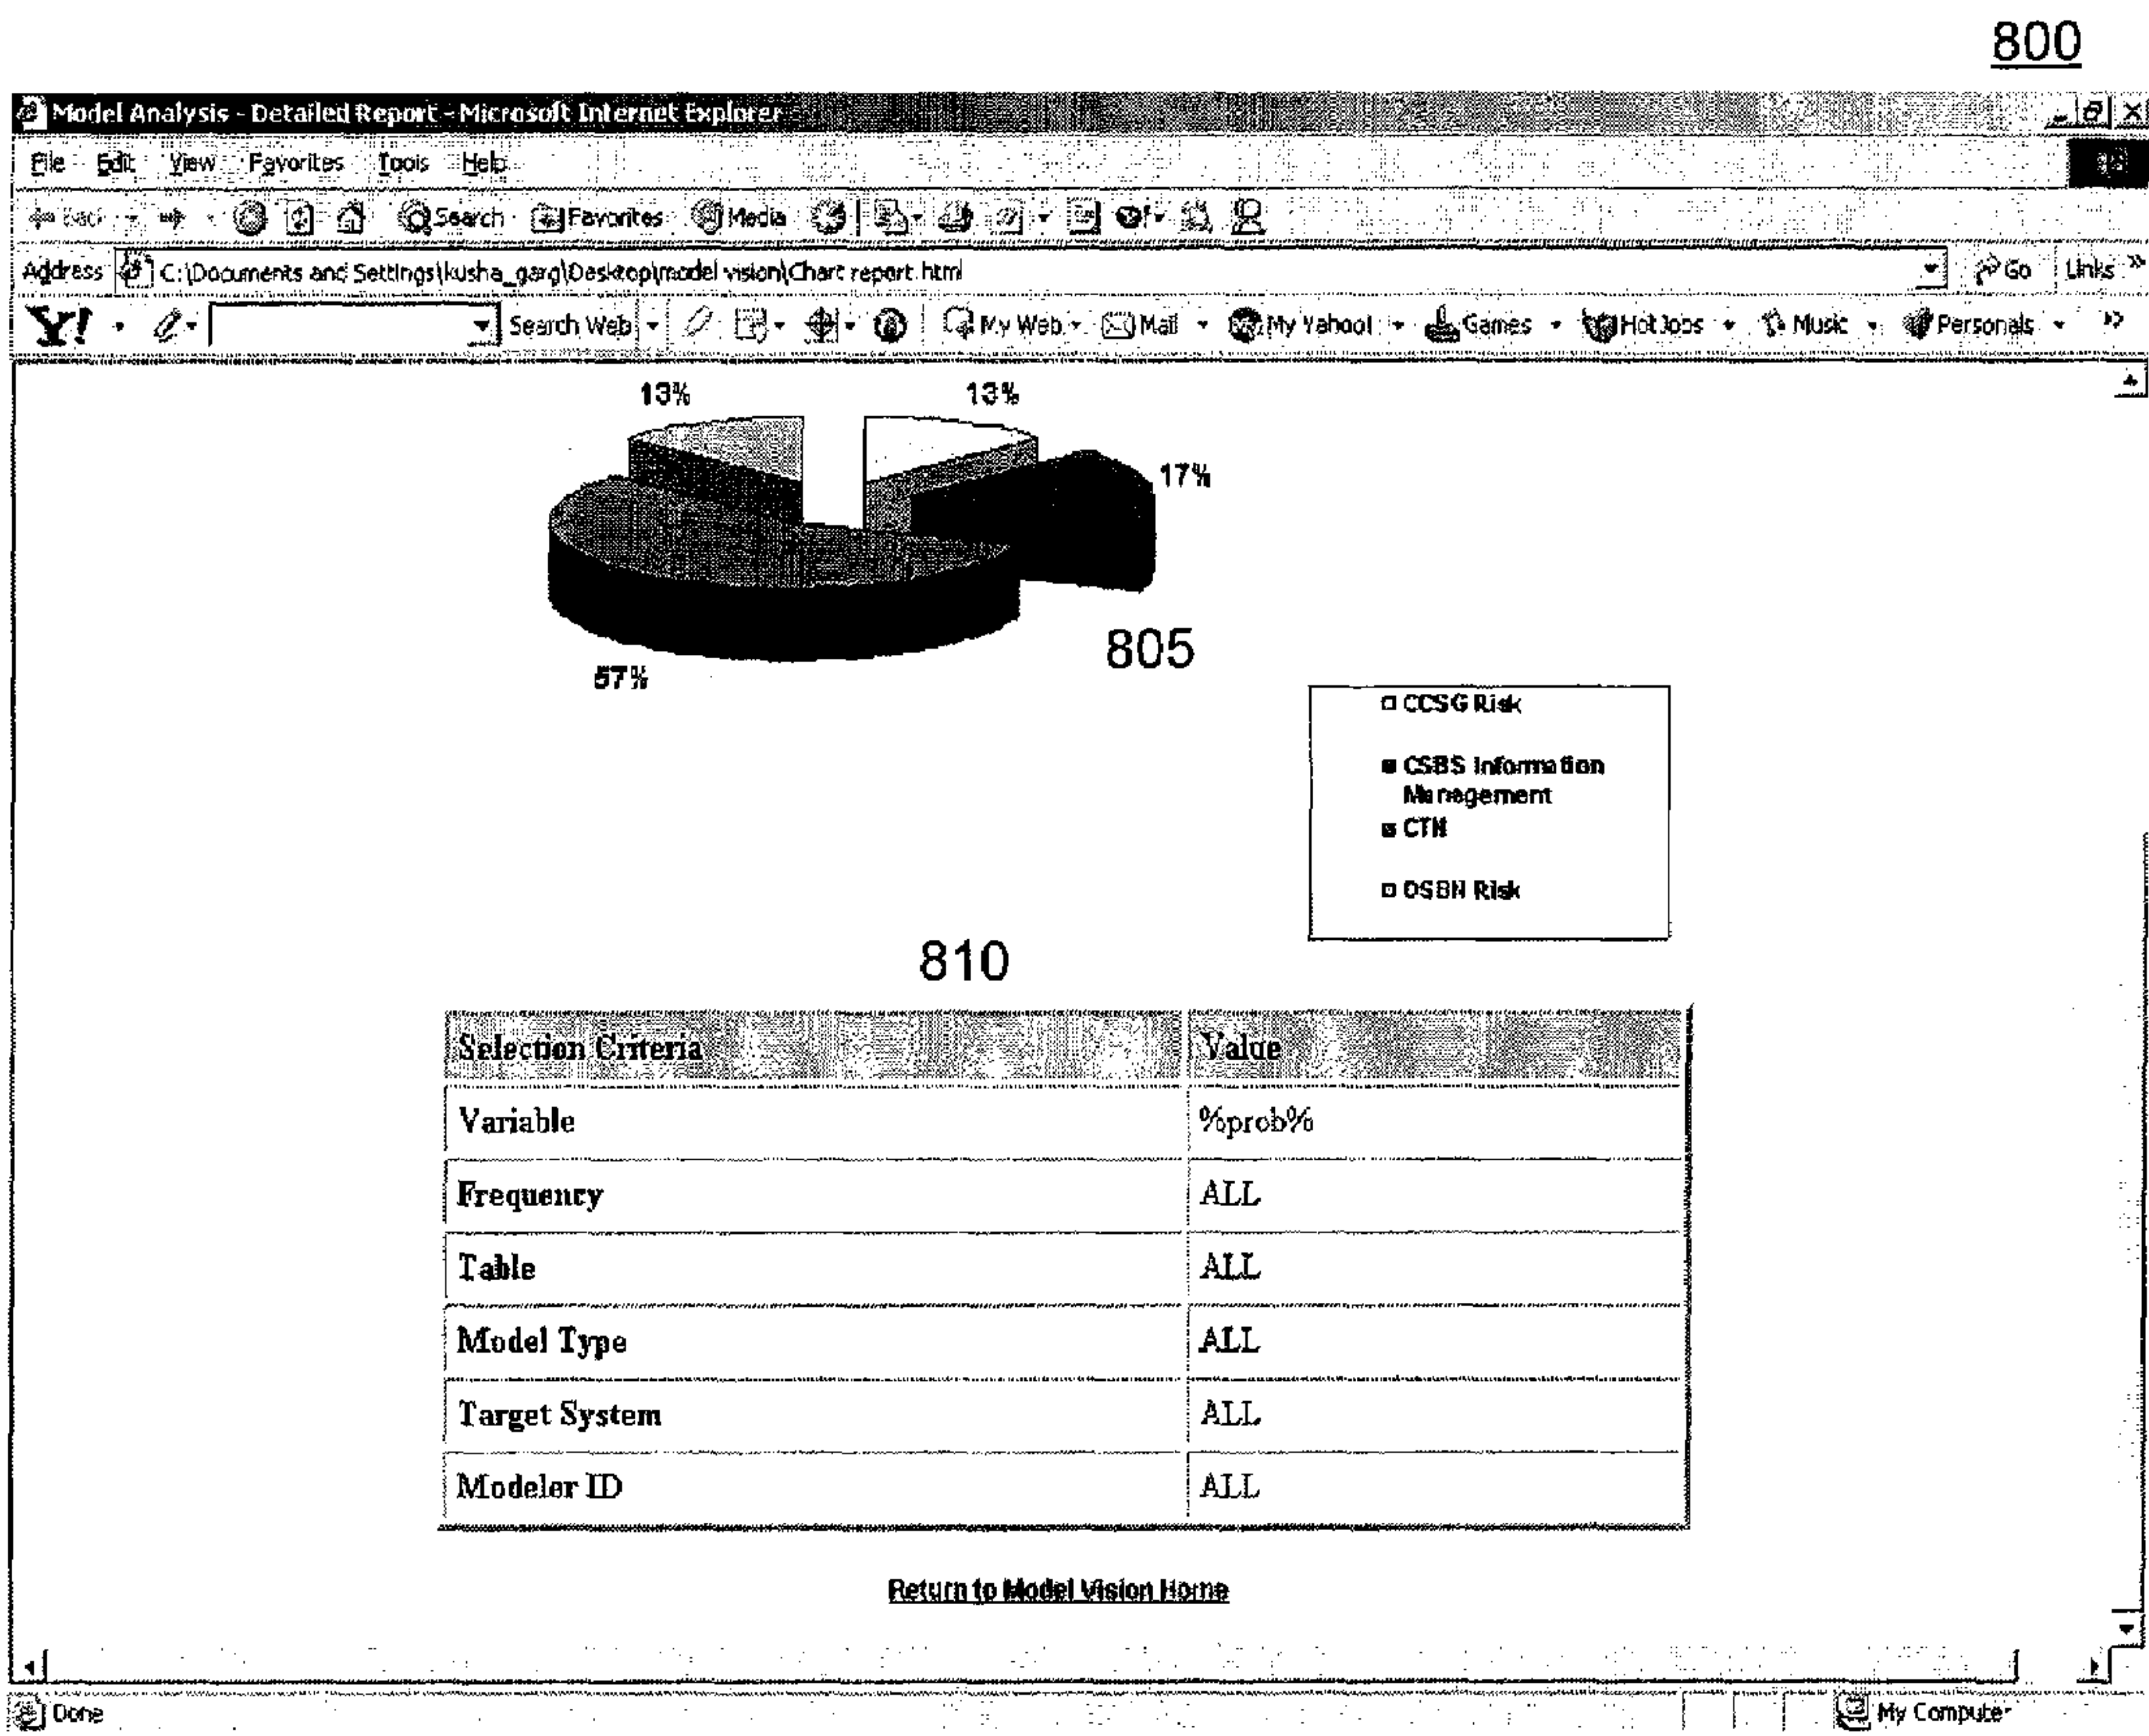 800
Model Analysis - Detailed Report - Microsoft Internet Explorer
File Edit View Favorites Tools Help
Back Search Favorites Media
Address C:\Documents and Settings\kusha_garg\Desktop\model vision\Chart report.html Go Links »
Y! Search Web My Web Mail My Yahoo! Games HotJobs Music Personals »
13% 13%
17%
57%
805
CCSG Risk
CSBS Information
Management
CTN
OSBN Risk
810
Selection Criteria Value
Variable %prob%
Frequency ALL
Table ALL
Model Type ALL
Target System ALL
Modeler ID ALL
Return to Model Vision Home
Done My Computer